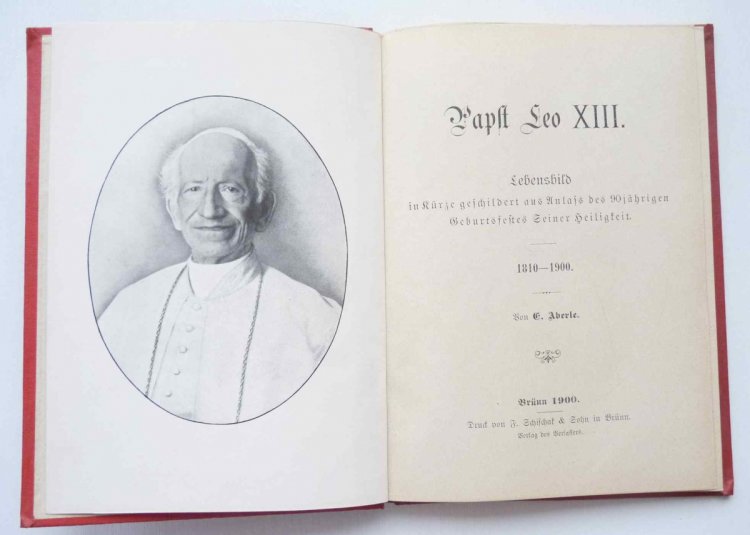 Papst Leo XIII.
Lebensbild
in Kürze geschildert aus Anlass des 90jährigen
Geburtsfestes Seiner Heiligkeit.
1810—1900.
Von E. Aberle.
Brünn 1900.
Druck von F. Schischak & Sohn in Brünn.
Verlag des Verfassers.